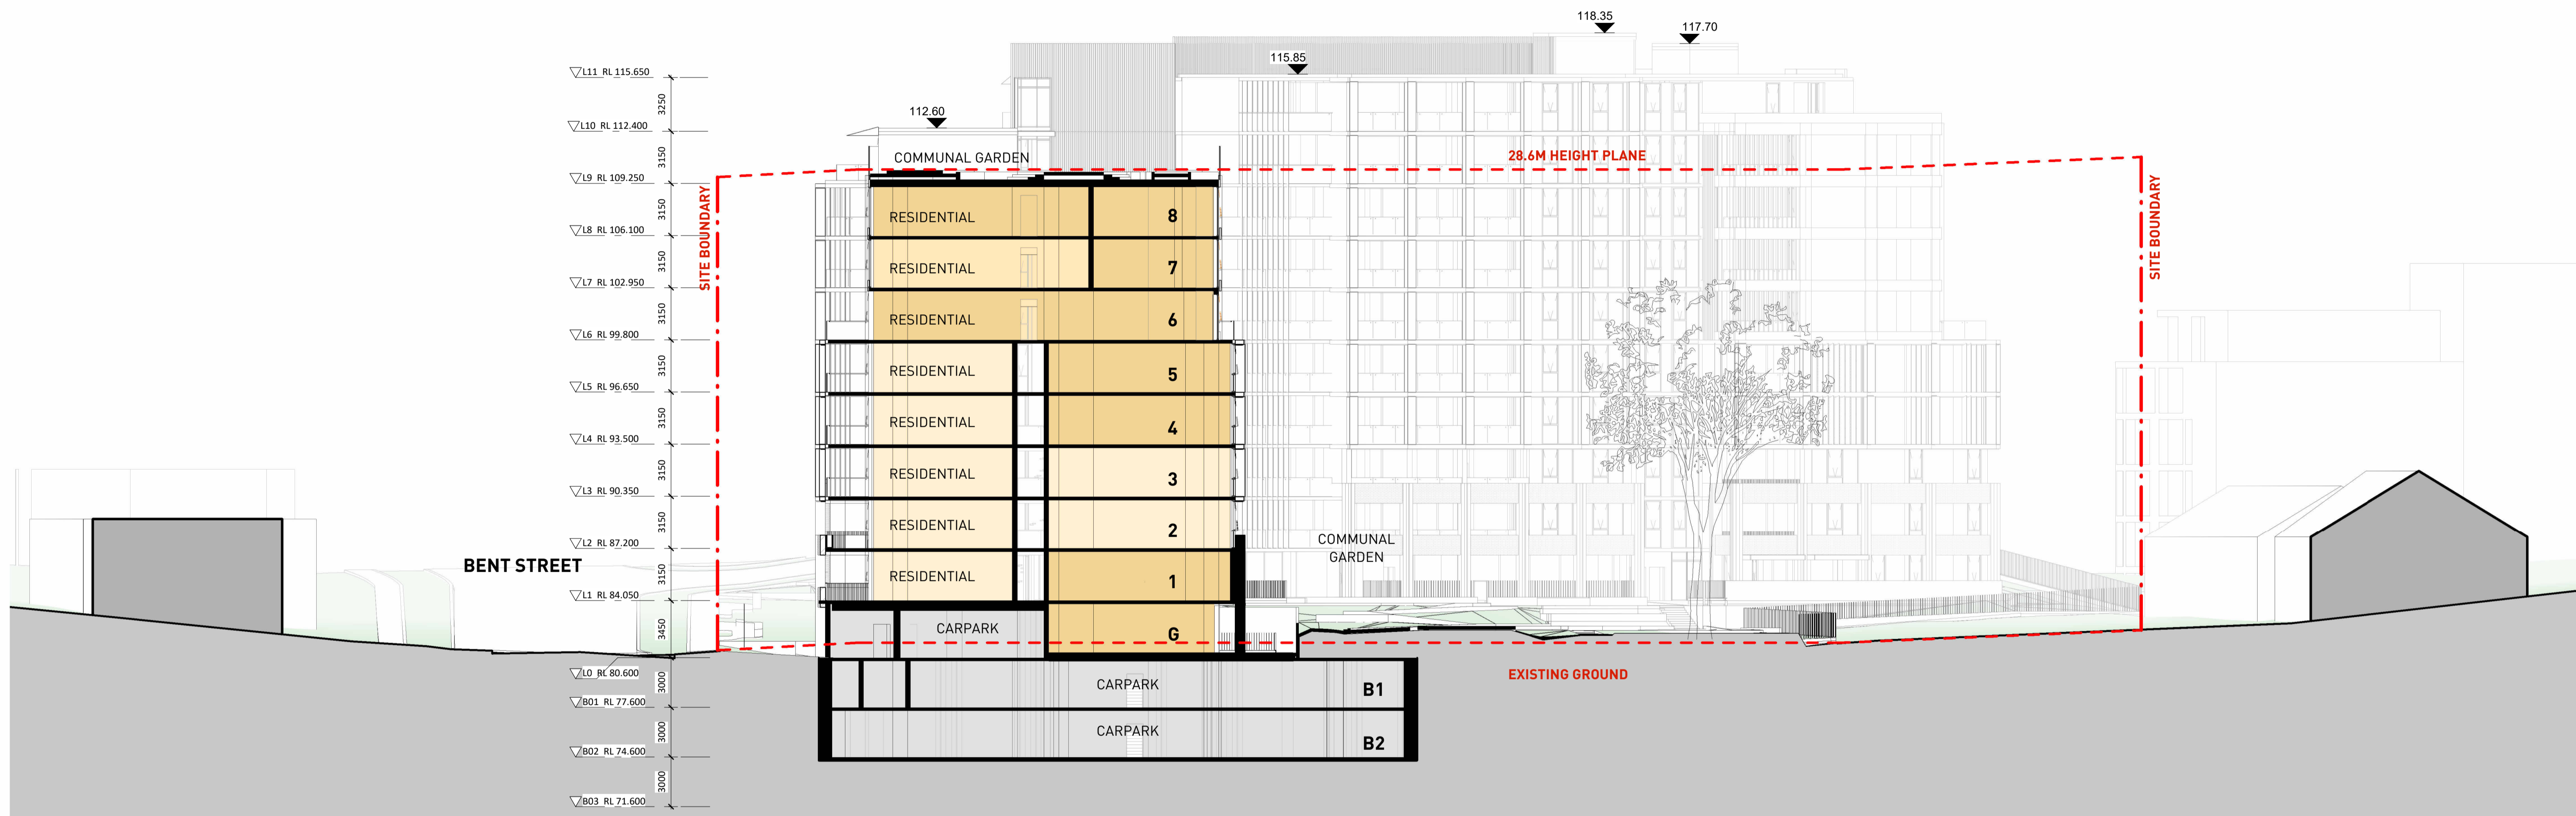 118.35
117.70
115.85
L11 RL 115.650
3250
112.60
L10 RL 112.400
3150
COMMUNAL GARDEN
28.6M HEIGHT PLANE
L9 RL 109.250
SITE BOUNDARY
SITE BOUNDARY
3150
RESIDENTIAL 8
L8 RL 106.100
3150
RESIDENTIAL 7
L7 RL 102.950
3150
RESIDENTIAL 6
L6 RL 99.800
3150
RESIDENTIAL 5
L5 RL 96.650
3150
RESIDENTIAL 4
L4 RL 93.500
3150
RESIDENTIAL 3
L3 RL 90.350
3150
RESIDENTIAL 2
L2 RL 87.200
COMMUNAL
GARDEN
BENT STREET
3150
RESIDENTIAL 1
L1 RL 84.050
3450
CARPARK G
L0 RL 80.600
EXISTING GROUND
3000
CARPARK B1
B01 RL 77.600
3000
CARPARK B2
B02 RL 74.600
3000
B03 RL 71.600